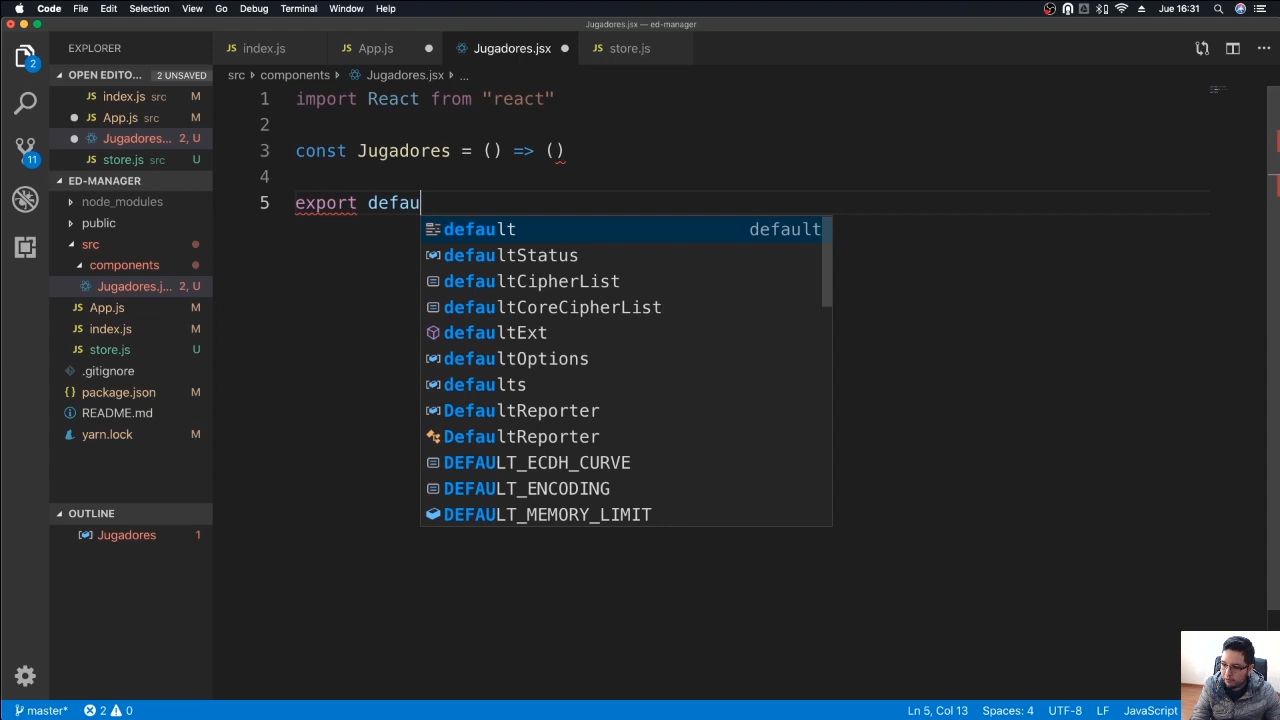 Code File Edit Selection View Go Debug Terminal Window Help Jue 16:31
Jugadores.jsx — ed-manager
EXPLORER
JS index.js
JS App.js
Jugadores.jsx
JS store.js
OPEN EDITO... 2 UNSAVED
JS index.js src M
JS App.js src M
Jugadores... 2, U
JS store.js src U
ED-MANAGER
node_modules
public
src
components
Jugadores.j... 2, U
JS App.js M
JS index.js M
JS store.js U
.gitignore
{} package.json M
README.md
yarn.lock M
OUTLINE
Jugadores 1
2
11
src › components › Jugadores.jsx › ...
1 import React from "react"
2
3 const Jugadores = () => ()
4
5 export defau
default default
defaultStatus
defaultCipherList
defaultCoreCipherList
defaultExt
defaultOptions
defaults
DefaultReporter
DefaultReporter
DEFAULT_ECDH_CURVE
DEFAULT_ENCODING
DEFAULT_MEMORY_LIMIT
master* 2 0 Ln 5, Col 13 Spaces: 4 UTF-8 LF JavaScript